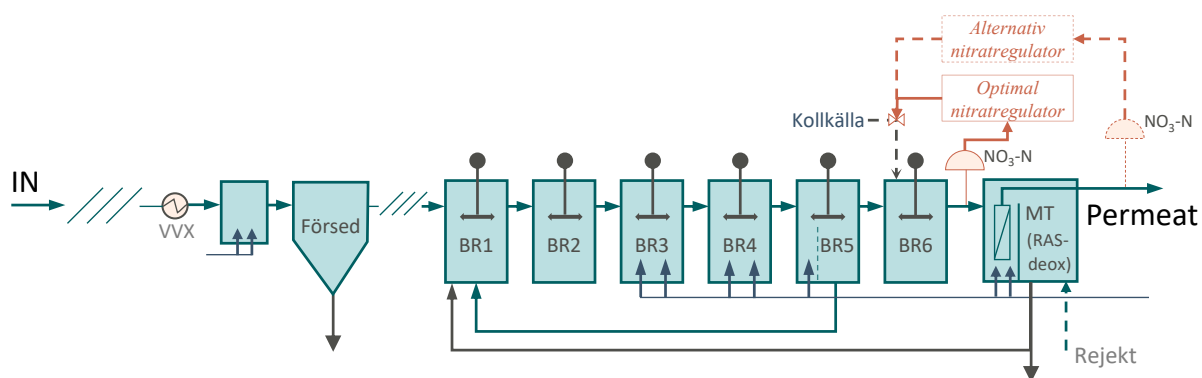 Alternativ
nitratregulator
Optimal
nitratregulator
Kollkälla
NO₃-N
NO₃-N
IN
VVX
Försed
BR1
BR2
BR3
BR4
BR5
BR6
MT
(RAS-
deox)
Permeat
Rejekt